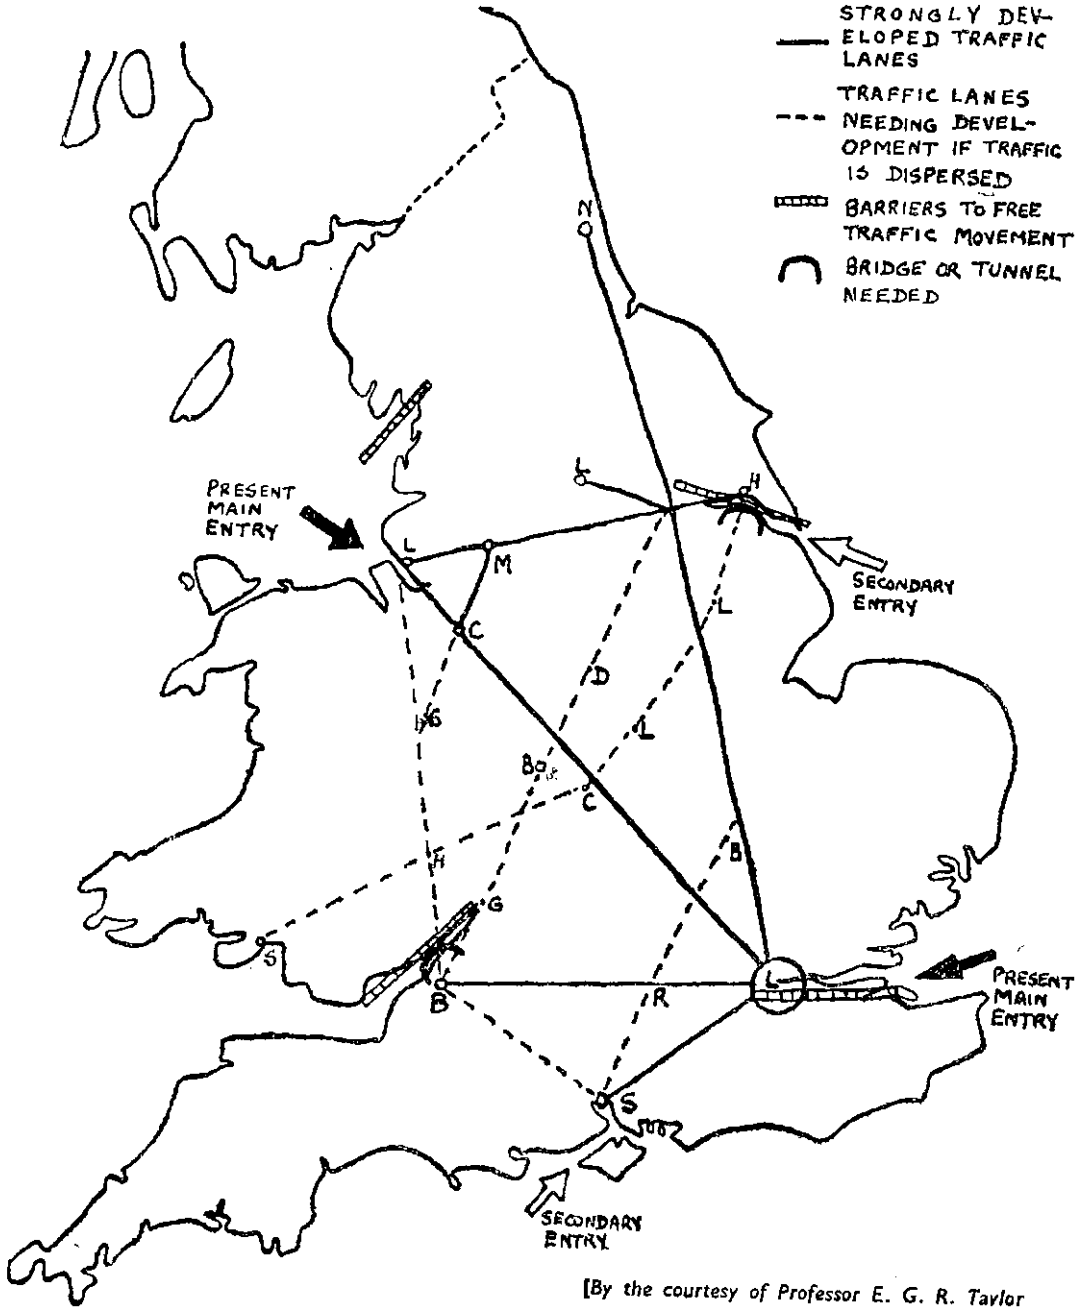 STRONGLY DEV-
ELOPED TRAFFIC
LANES
TRAFFIC LANES
NEEDING DEVEL-
OPMENT IF TRAFFIC
IS DISPERSED
BARRIERS TO FREE
TRAFFIC MOVEMENT
BRIDGE OR TUNNEL
NEEDED
N
L
H
PRESENT
MAIN
ENTRY
L
M
SECONDARY
ENTRY
L
C
D
L
B
C
B
H
G
S
B
R
L
PRESENT
MAIN
ENTRY
S
SECONDARY
ENTRY
[By the courtesy of Professor E. G. R. Taylor